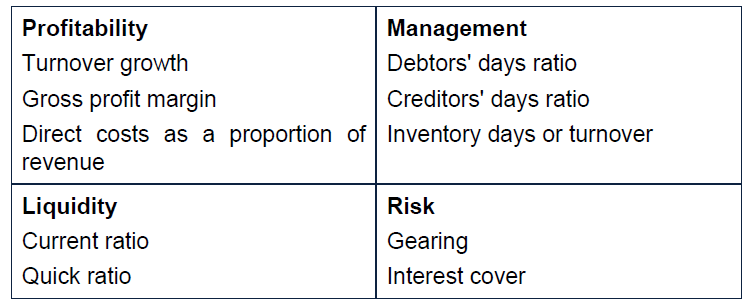 Profitability
Turnover growth
Gross profit margin
Direct costs as a proportion of
revenue
Management
Debtors' days ratio
Creditors' days ratio
Inventory days or turnover
Liquidity
Current ratio
Quick ratio
Risk
Gearing
Interest cover